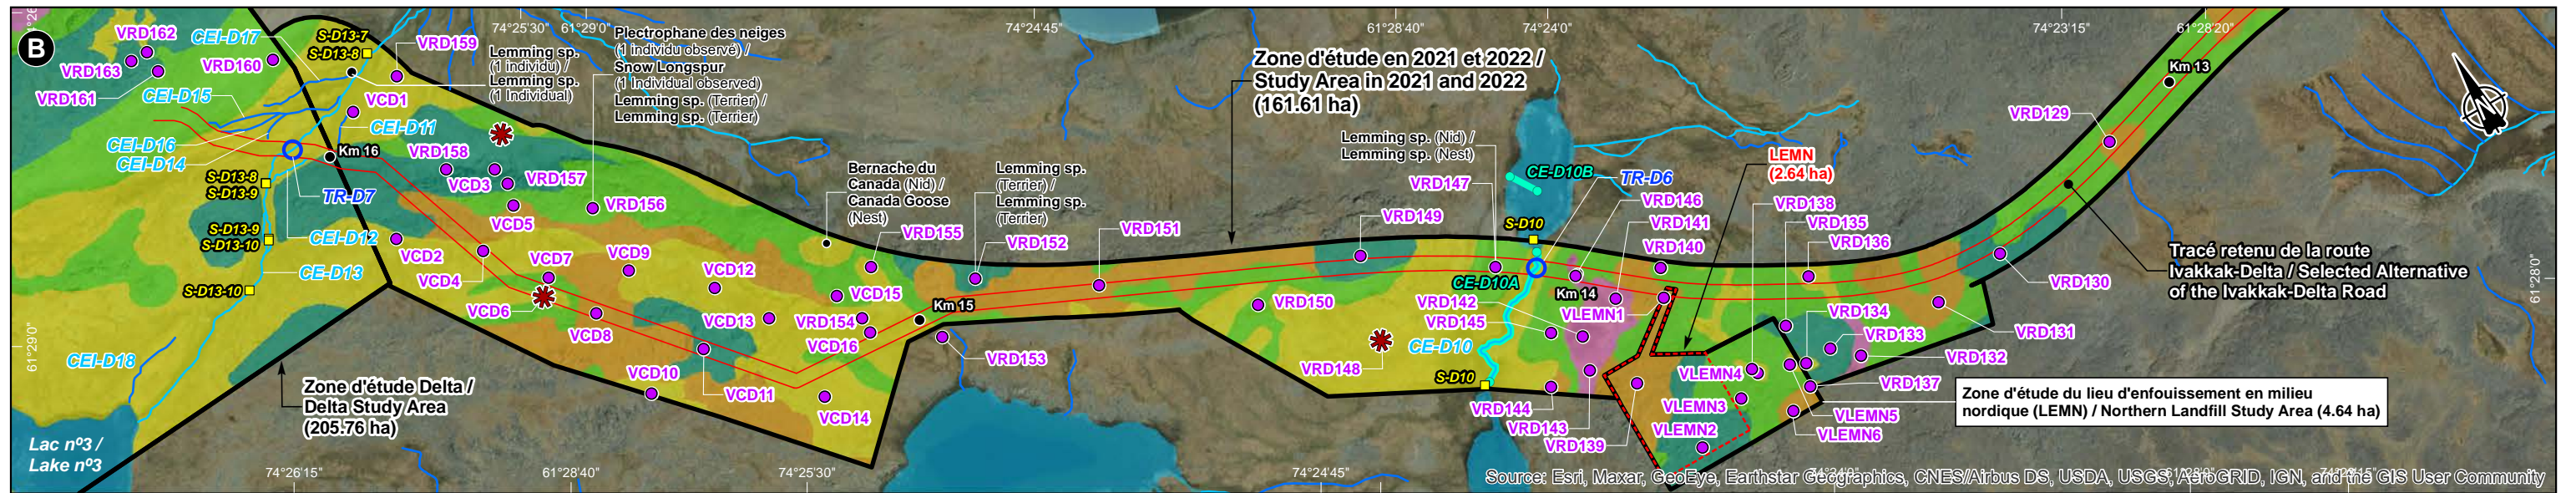 B
74°25'30"
61°29'0"
74°24'45"
61°28'40"
74°24'0"
74°23'15"
61°28'20"
VRD162
VRD163
VRD161
VRD160
CEI-D17
S-D13-7
S-D13-8
VRD159
CEI-D15
CEI-D16
CEI-D14
VCD1
CEI-D11
Lemming sp.
(1 individu) /
Lemming sp.
(1 Individual)
Plectrophane des neiges
(1 individu observé) /
Snow Longspur
(1 Individual observed)
Lemming sp. (Terrier) /
Lemming sp. (Terrier)
Zone d'étude en 2021 et 2022 /
Study Area in 2021 and 2022
(161.61 ha)
Km 13
VRD129
Km 16
VRD158
VCD3
VRD157
VCD5
VRD156
S-D13-8
S-D13-9
TR-D7
S-D13-9
S-D13-10
CEI-D12
CE-D13
S-D13-10
CEI-D18
VCD2
VCD4
VCD7
VCD6
VCD9
VCD8
VCD12
VCD13
VCD10
VCD11
VCD14
VCD15
VRD154
VCD16
Bernache du
Canada (Nid) /
Canada Goose
(Nest)
VRD155
Lemming sp.
(Terrier) /
Lemming sp.
(Terrier)
VRD152
Km 15
VRD153
VRD151
Lemming sp. (Nid) /
Lemming sp. (Nest)
VRD147
VRD149
VRD150
VRD148
CE-D10B
TR-D6
S-D10
CE-D10A
CE-D10
S-D10
VRD146
VRD141
VRD140
Km 14
VRD142
VRD145
VLEMN1
VRD144
VRD143
VRD139
LEMN
(2.64 ha)
VRD138
VRD135
VRD136
VRD134
VRD133
VRD132
VRD137
VRD131
VRD130
VLEMN4
VLEMN3
VLEMN2
VLEMN5
VLEMN6
Tracé retenu de la route
Ivakkak-Delta / Selected Alternative
of the Ivakkak-Delta Road
Zone d'étude du lieu d'enfouissement en milieu
nordique (LEMN) / Northern Landfill Study Area (4.64 ha)
Zone d'étude Delta /
Delta Study Area
(205.76 ha)
Lac nº3 /
Lake nº3
61°29'0"
61°28'0"
74°26'15"
61°28'40"
74°25'30"
74°24'45"
74°24'0"
61°28'0"
74°23'15"
Source: Esri, Maxar, GeoEye, Earthstar Geographics, CNES/Airbus DS, USDA, USGS, AeroGRID, IGN, and the GIS User Community